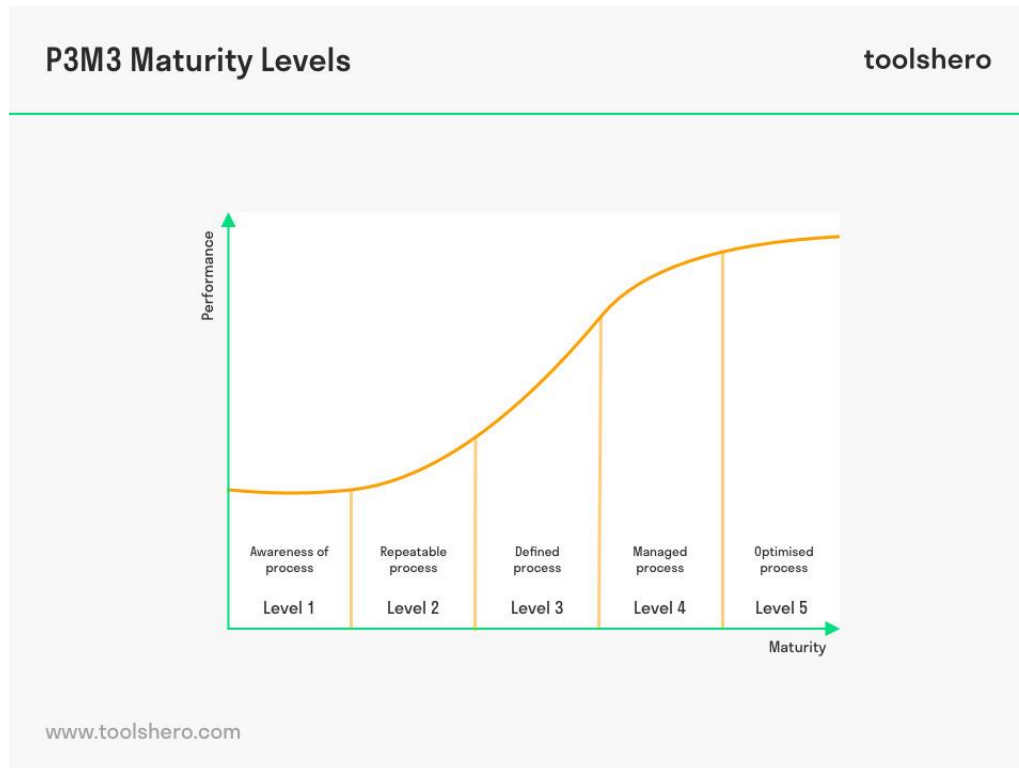 P3M3 Maturity Levels
toolshero
Performance
Awareness of
process
Level 1
Repeatable
process
Level 2
Defined
process
Level 3
Managed
process
Level 4
Optimised
process
Level 5
Maturity
www.toolshero.com